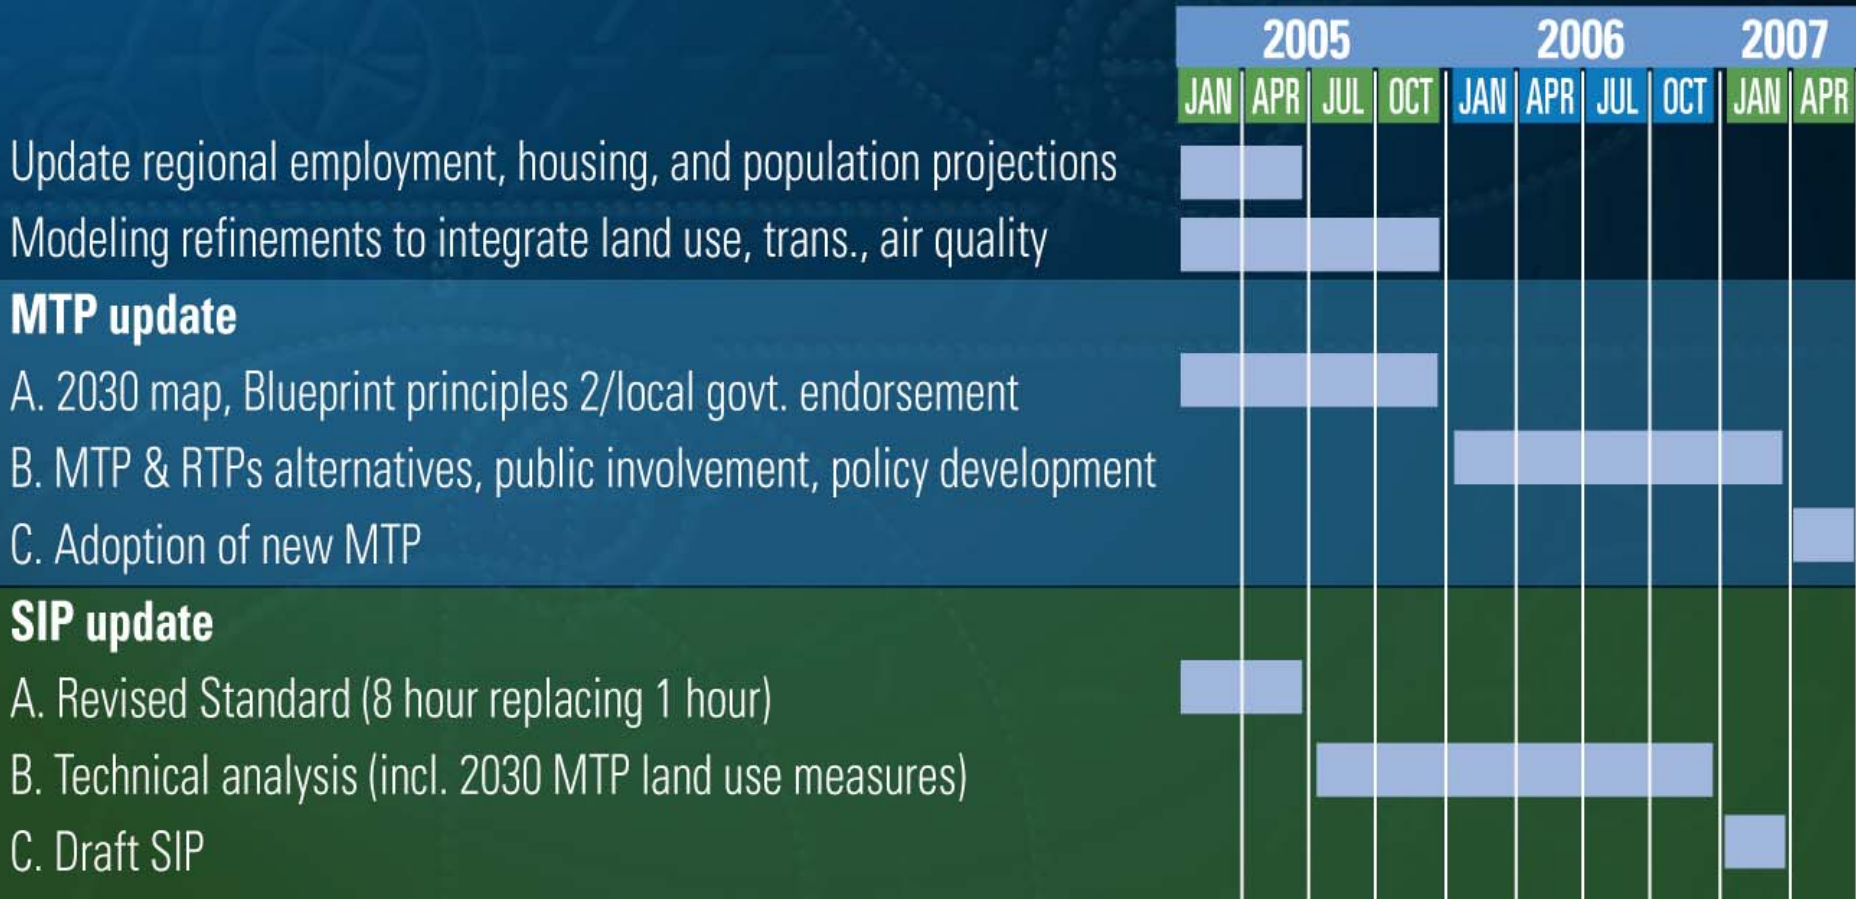 2005 2006 2007
JAN APR JUL OCT JAN APR JUL OCT JAN APR
Update regional employment, housing, and population projections
Modeling refinements to integrate land use, trans., air quality
MTP update
A. 2030 map, Blueprint principles 2/local govt. endorsement
B. MTP & RTPs alternatives, public involvement, policy development
C. Adoption of new MTP
SIP update
A. Revised Standard (8 hour replacing 1 hour)
B. Technical analysis (incl. 2030 MTP land use measures)
C. Draft SIP